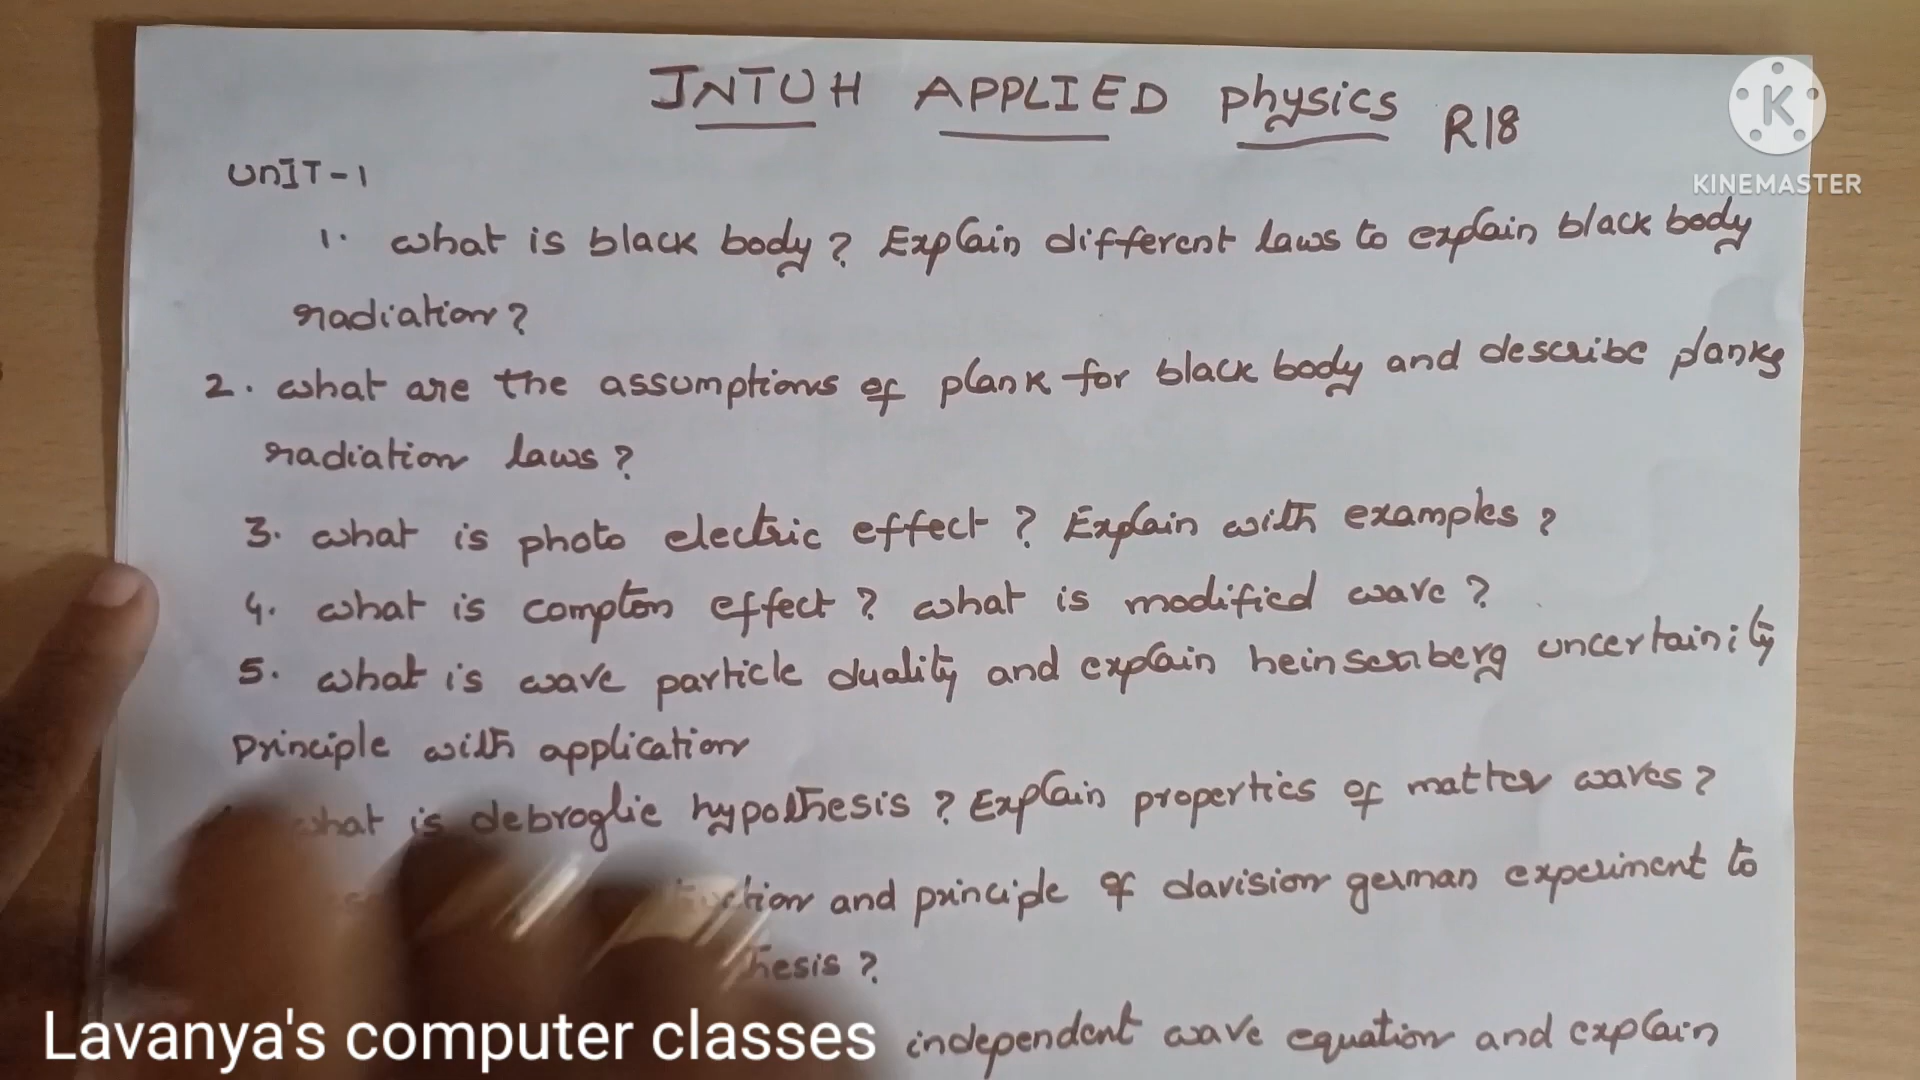 JNTUH APPLIED physics R18
KINEMASTER
UNIT-1
1. what is black body? Explain different laws to explain black body
radiation?
2. what are the assumptions of plank for black body and describe planks
radiation laws?
3. what is photo electric effect? Explain with examples?
4. what is compton effect? what is modified wave?
5. what is wave particle duality and explain heinsenberg uncertainity
principle with application
what is debroglie hypothesis? Explain properties of matter waves?
and principle of davision german experiment to
independent wave equation and explain
Lavanya's computer classes